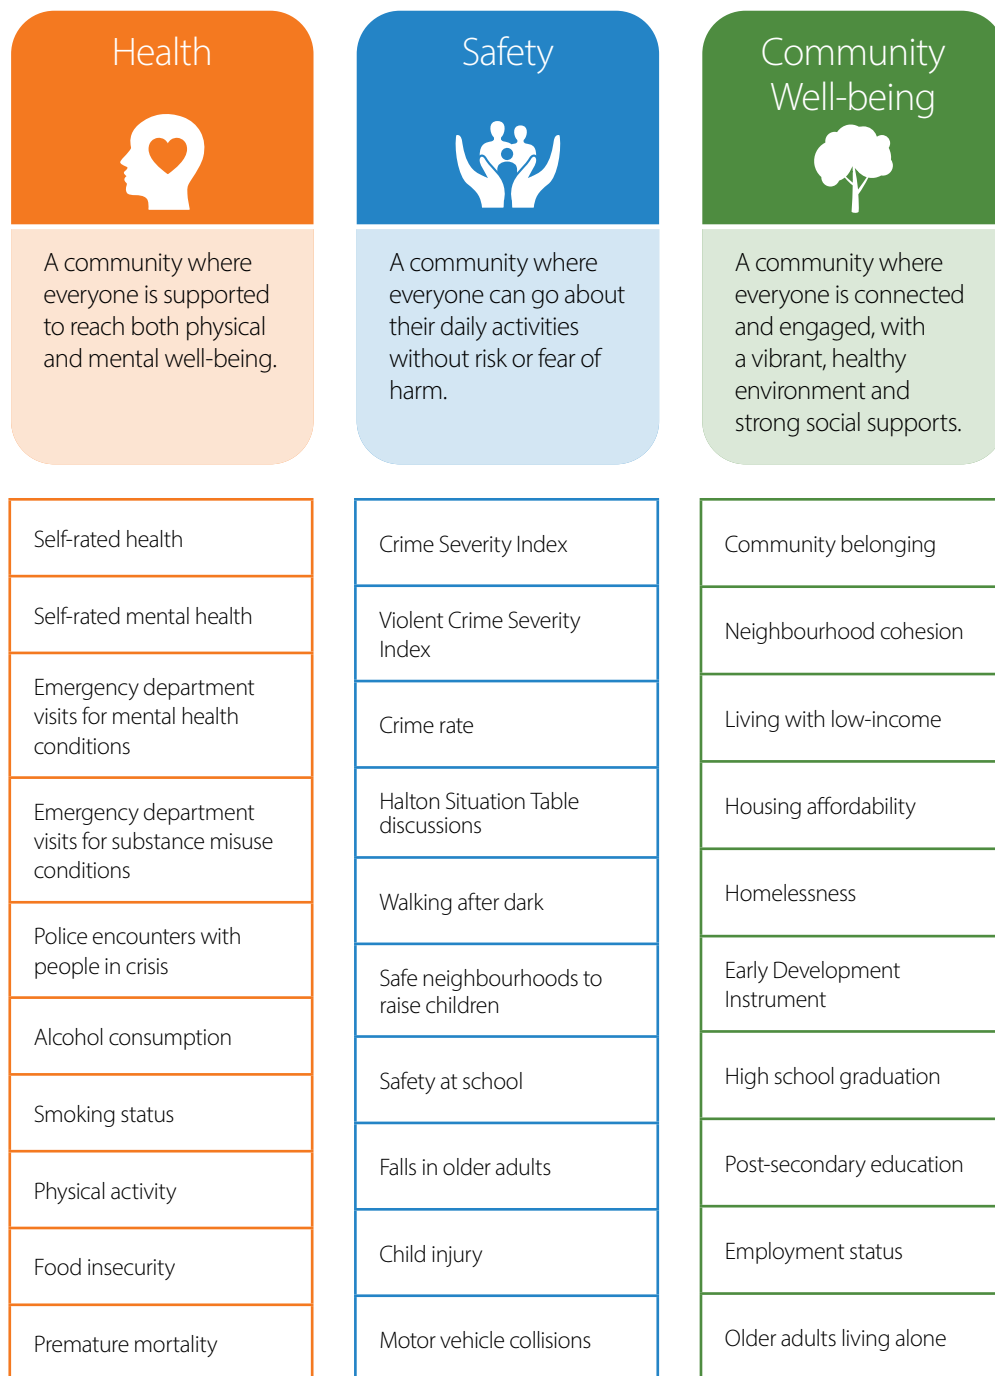 Health
A community where
everyone is supported
to reach both physical
and mental well-being.
Self-rated health
Self-rated mental health
Emergency department
visits for mental health
conditions
Emergency department
visits for substance misuse
conditions
Police encounters with
people in crisis
Alcohol consumption
Smoking status
Physical activity
Food insecurity
Premature mortality
Safety
A community where
everyone can go about
their daily activities
without risk or fear of
harm.
Crime Severity Index
Violent Crime Severity
Index
Crime rate
Halton Situation Table
discussions
Walking after dark
Safe neighbourhoods to
raise children
Safety at school
Falls in older adults
Child injury
Motor vehicle collisions
Community
Well-being
A community where
everyone is connected
and engaged, with
a vibrant, healthy
environment and
strong social supports.
Community belonging
Neighbourhood cohesion
Living with low-income
Housing affordability
Homelessness
Early Development
Instrument
High school graduation
Post-secondary education
Employment status
Older adults living alone